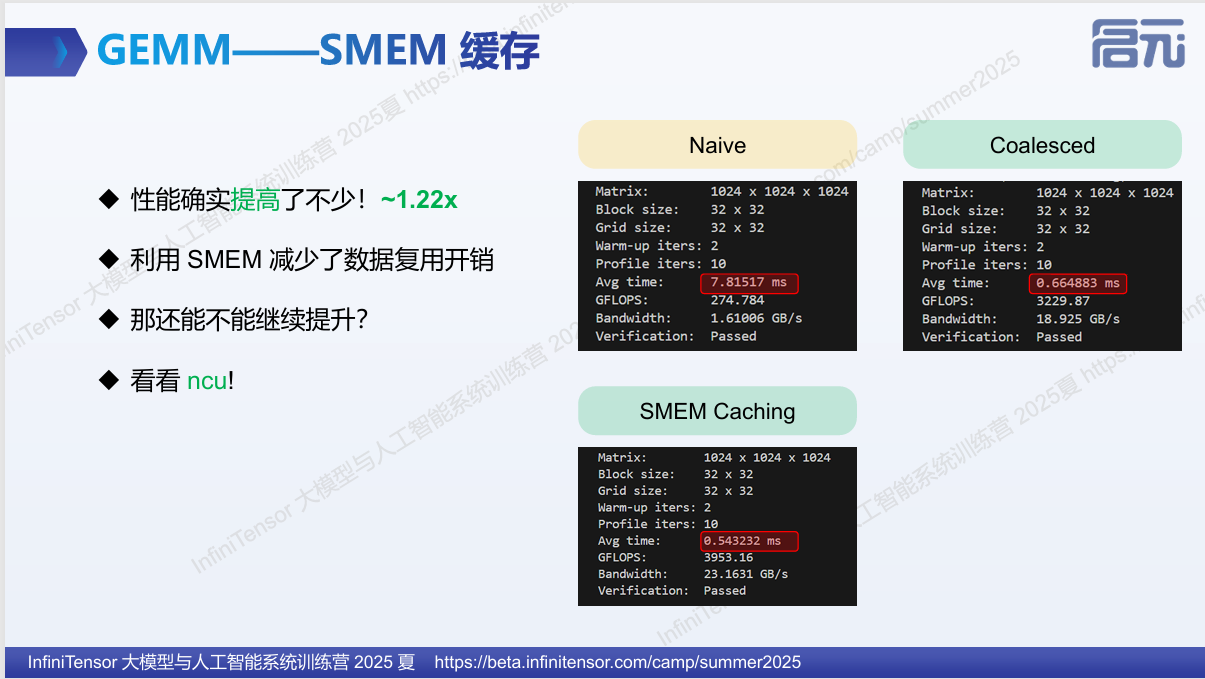 GEMM——SMEM 缓存
启元
◆ 性能确实提高了不少！~1.22x
◆ 利用 SMEM 减少了数据复用开销
◆ 那还能不能继续提升？
◆ 看看 ncu!
Naive
Matrix: 1024 x 1024 x 1024
Block size: 32 x 32
Grid size: 32 x 32
Warm-up iters: 2
Profile iters: 10
Avg time: 7.81517 ms
GFLOPS: 274.784
Bandwidth: 1.61006 GB/s
Verification: Passed
Coalesced
Matrix: 1024 x 1024 x 1024
Block size: 32 x 32
Grid size: 32 x 32
Warm-up iters: 2
Profile iters: 10
Avg time: 0.664883 ms
GFLOPS: 3229.87
Bandwidth: 18.925 GB/s
Verification: Passed
SMEM Caching
Matrix: 1024 x 1024 x 1024
Block size: 32 x 32
Grid size: 32 x 32
Warm-up iters: 2
Profile iters: 10
Avg time: 0.543232 ms
GFLOPS: 3953.16
Bandwidth: 23.1631 GB/s
Verification: Passed
InfiniTensor 大模型与人工智能系统训练营 2025 夏 https://beta.infinitensor.com/camp/summer2025